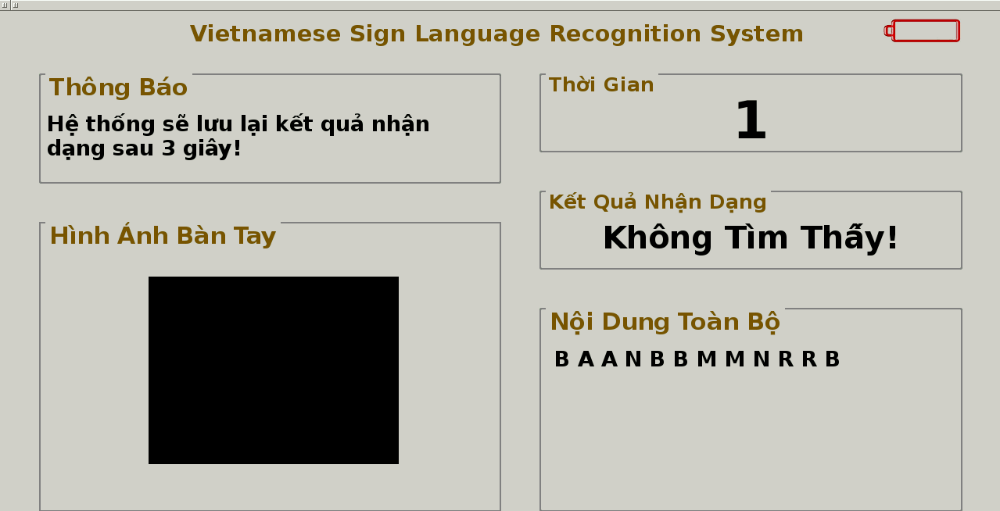 Vietnamese Sign Language Recognition System
Thông Báo
Hệ thống sẽ lưu lại kết quả nhận
dạng sau 3 giây!
Hình Ảnh Bàn Tay
Thời Gian
1
Kết Quả Nhận Dạng
Không Tìm Thấy!
Nội Dung Toàn Bộ
B A A N B B M M N R R B